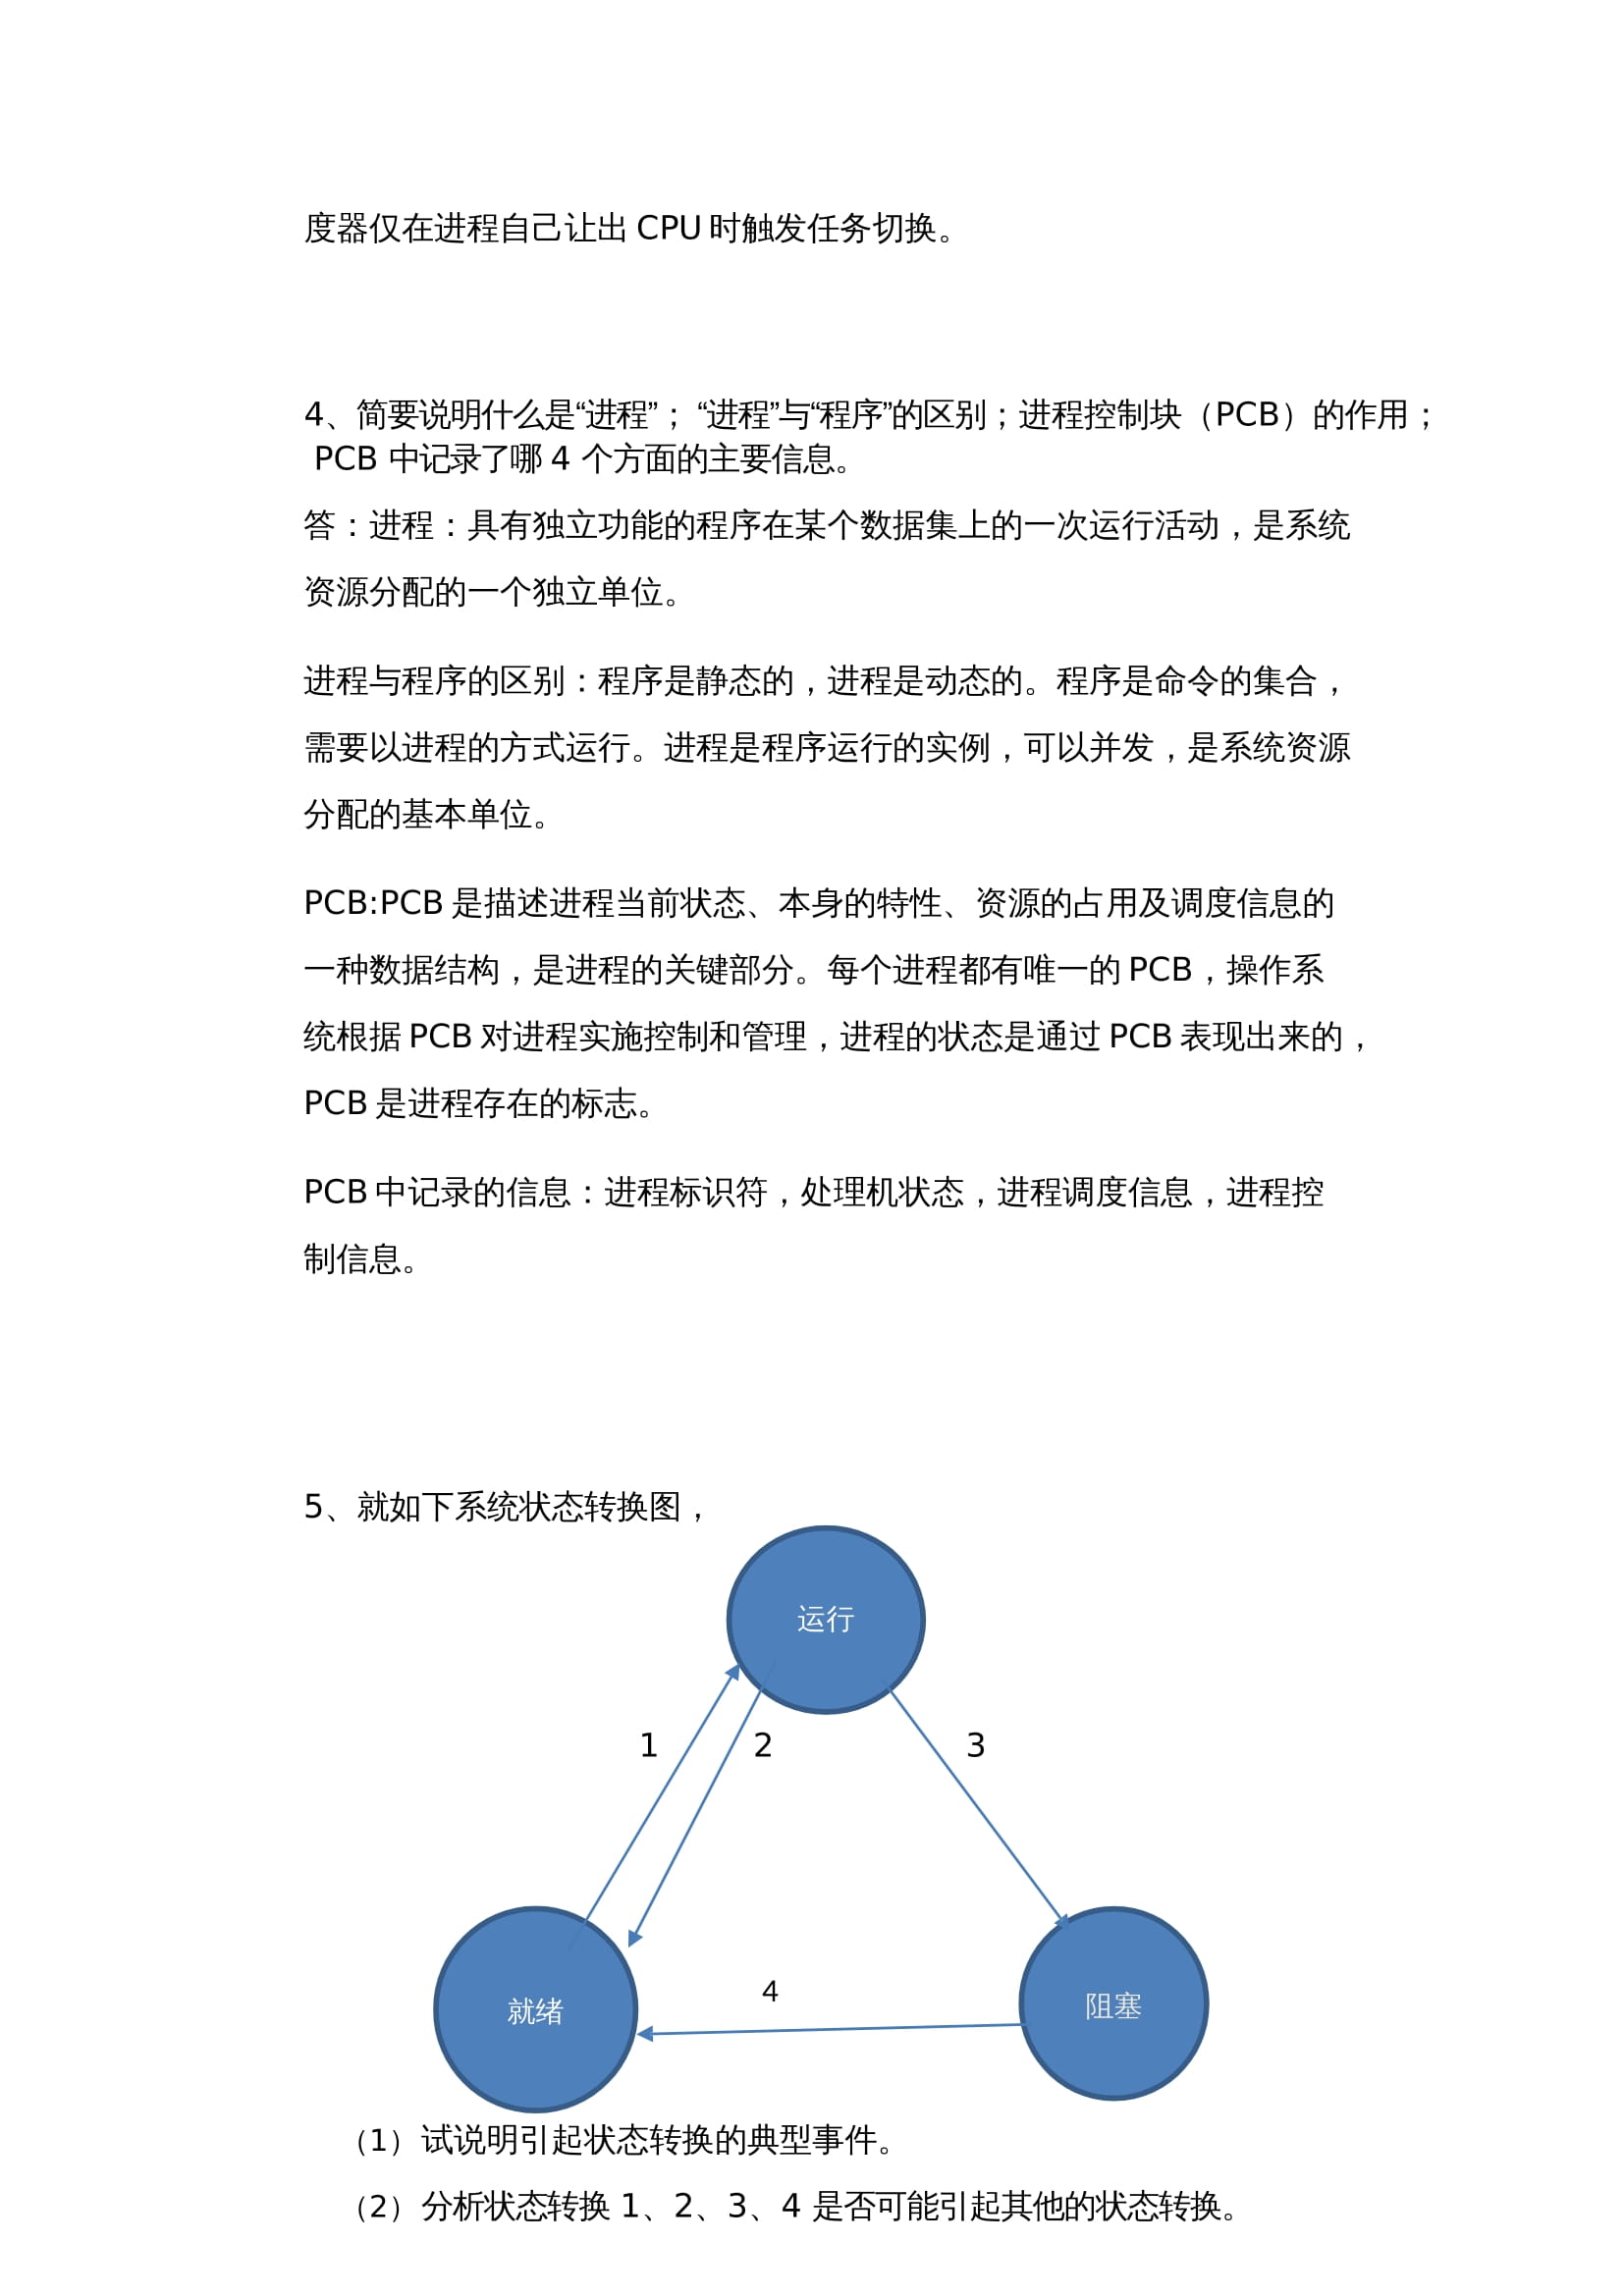 度器仅在进程自己让出 CPU 时触发任务切换。
4、简要说明什么是“进程”； “进程”与“程序”的区别；进程控制块（PCB）的作用；
PCB 中记录了哪 4 个方面的主要信息。
答：进程：具有独立功能的程序在某个数据集上的一次运行活动，是系统
资源分配的一个独立单位。
进程与程序的区别：程序是静态的，进程是动态的。程序是命令的集合，
需要以进程的方式运行。进程是程序运行的实例，可以并发，是系统资源
分配的基本单位。
PCB:PCB 是描述进程当前状态、本身的特性、资源的占用及调度信息的
一种数据结构，是进程的关键部分。每个进程都有唯一的 PCB，操作系
统根据 PCB 对进程实施控制和管理，进程的状态是通过 PCB 表现出来的，
PCB 是进程存在的标志。
PCB 中记录的信息：进程标识符，处理机状态，进程调度信息，进程控
制信息。
5、就如下系统状态转换图，
运行
1
2
3
4
就绪
阻塞
（1）试说明引起状态转换的典型事件。
（2）分析状态转换 1、2、3、4 是否可能引起其他的状态转换。